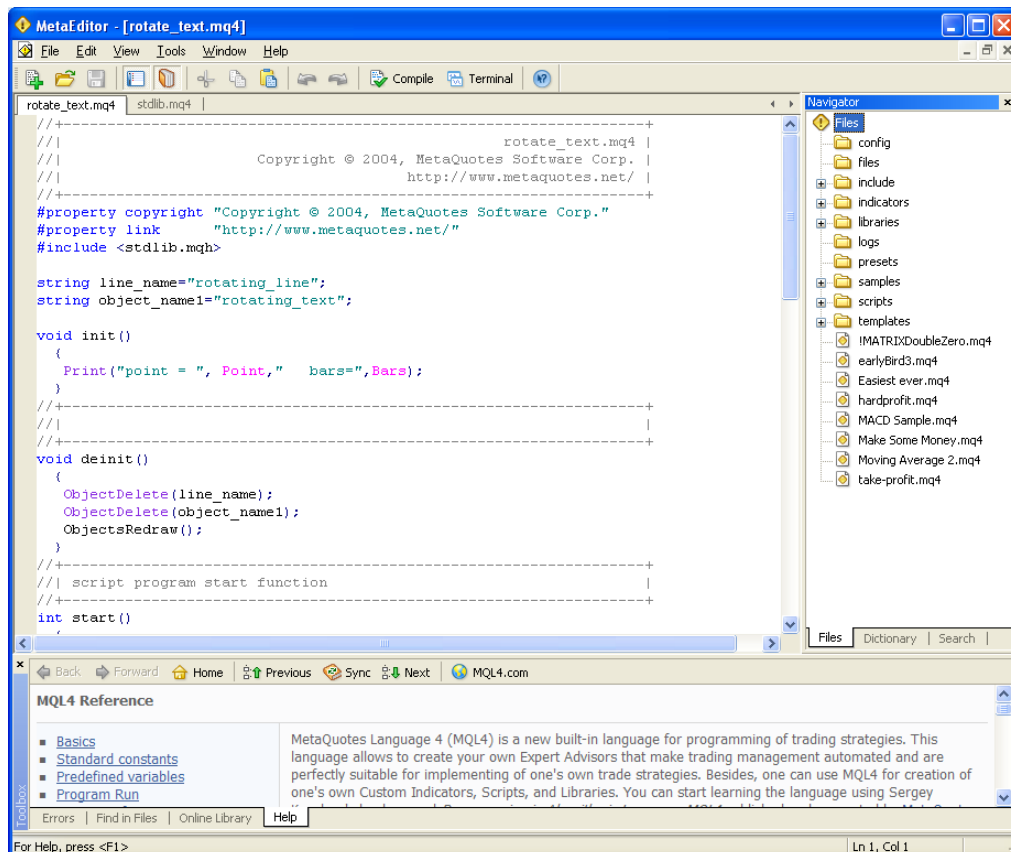 MetaEditor - [rotate_text.mq4]
File Edit View Tools Window Help
Compile Terminal
rotate_text.mq4 stdlib.mq4
//+------------------------------------------------------------------+
//| rotate_text.mq4 |
//| Copyright © 2004, MetaQuotes Software Corp. |
//| http://www.metaquotes.net/ |
//+------------------------------------------------------------------+
#property copyright "Copyright © 2004, MetaQuotes Software Corp."
#property link "http://www.metaquotes.net/"
#include <stdlib.mqh>
string line_name="rotating_line";
string object_name1="rotating_text";
void init()
{
Print("point = ", Point," bars=",Bars);
}
//+------------------------------------------------------------------+
//| |
//+------------------------------------------------------------------+
void deinit()
{
ObjectDelete(line_name);
ObjectDelete(object_name1);
ObjectsRedraw();
}
//+------------------------------------------------------------------+
//| script program start function |
//+------------------------------------------------------------------+
int start()
Navigator
Files
config
files
include
indicators
libraries
logs
presets
samples
scripts
templates
!MATRIXDoubleZero.mq4
earlyBird3.mq4
Easiest ever.mq4
hardprofit.mq4
MACD Sample.mq4
Make Some Money.mq4
Moving Average 2.mq4
take-profit.mq4
Files Dictionary Search
Back Forward Home Previous Sync Next MQL4.com
MQL4 Reference
Basics
Standard constants
Predefined variables
Program Run
MetaQuotes Language 4 (MQL4) is a new built-in language for programming of trading strategies. This
language allows to create your own Expert Advisors that make trading management automated and are
perfectly suitable for implementing of one's own trade strategies. Besides, one can use MQL4 for creation of
one's own Custom Indicators, Scripts, and Libraries. You can start learning the language using Sergey
Toolbox
Errors Find in Files Online Library Help
For Help, press <F1>
Ln 1, Col 1